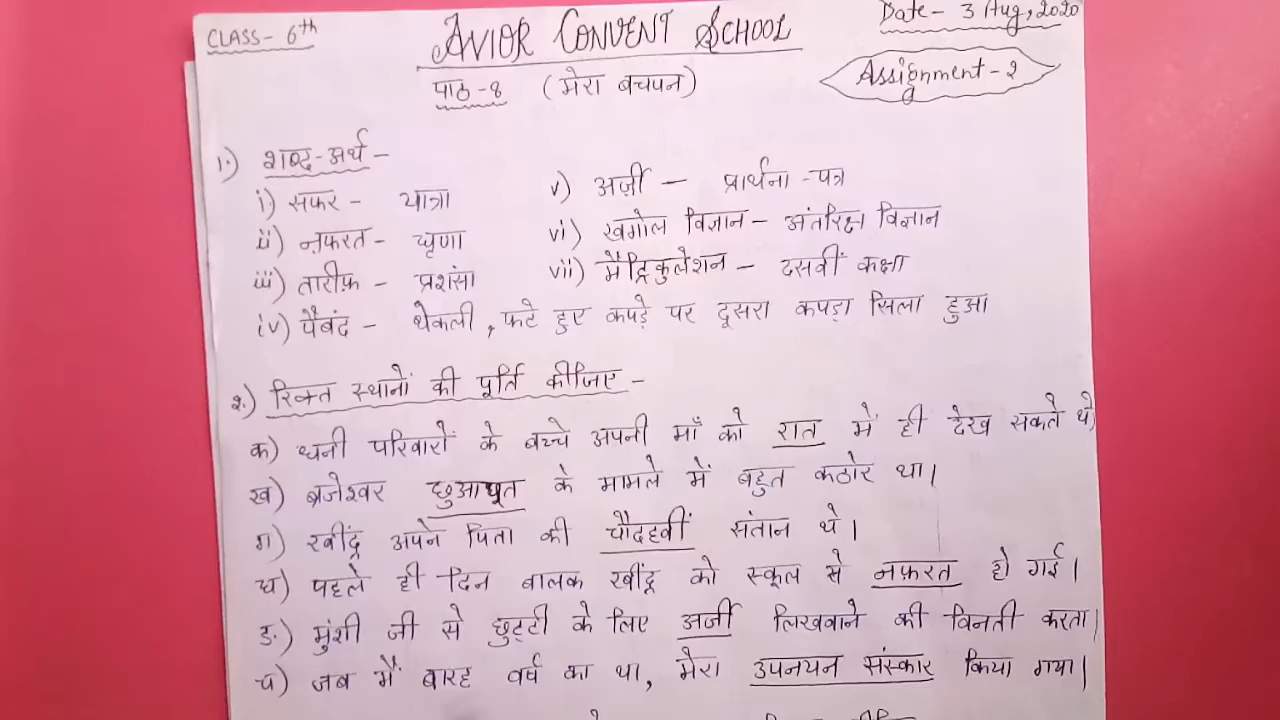 CLASS- 6th
AVIOR CONVENT SCHOOL
Date- 3 Aug, 2020
पाठ-8 (मेरा बचपन)
Assignment-2
१.) शब्द-अर्थ -
i) सफर - यात्रा
ii) नफ़रत - घृणा
iii) तारीफ़ - प्रशंसा
iv) पैबंद - थेकली, फटे हुए कपड़े पर दूसरा कपड़ा सिला हुआ
v) अर्ज़ी - प्रार्थना-पत्र
vi) खगोल विज्ञान - अंतरिक्ष विज्ञान
vii) मैट्रिकुलेशन - दसवीं कक्षा
२.) रिक्त स्थानों की पूर्ति कीजिए -
क) धनी परिवारों के बच्चे अपनी माँ को रात में ही देख सकते थे।
ख) ब्रजेश्वर छुआछूत के मामले में बहुत कठोर था।
ग) रवींद्र अपने पिता की चौदहवीं संतान थे।
घ) पहले ही दिन बालक रवींद्र को स्कूल से नफ़रत हो गई।
ङ.) मुंशी जी से छुट्टी के लिए अर्जी लिखवाने की विनती करता।
च) जब मैं बारह वर्ष का था, मेरा उपनयन संस्कार किया गया।